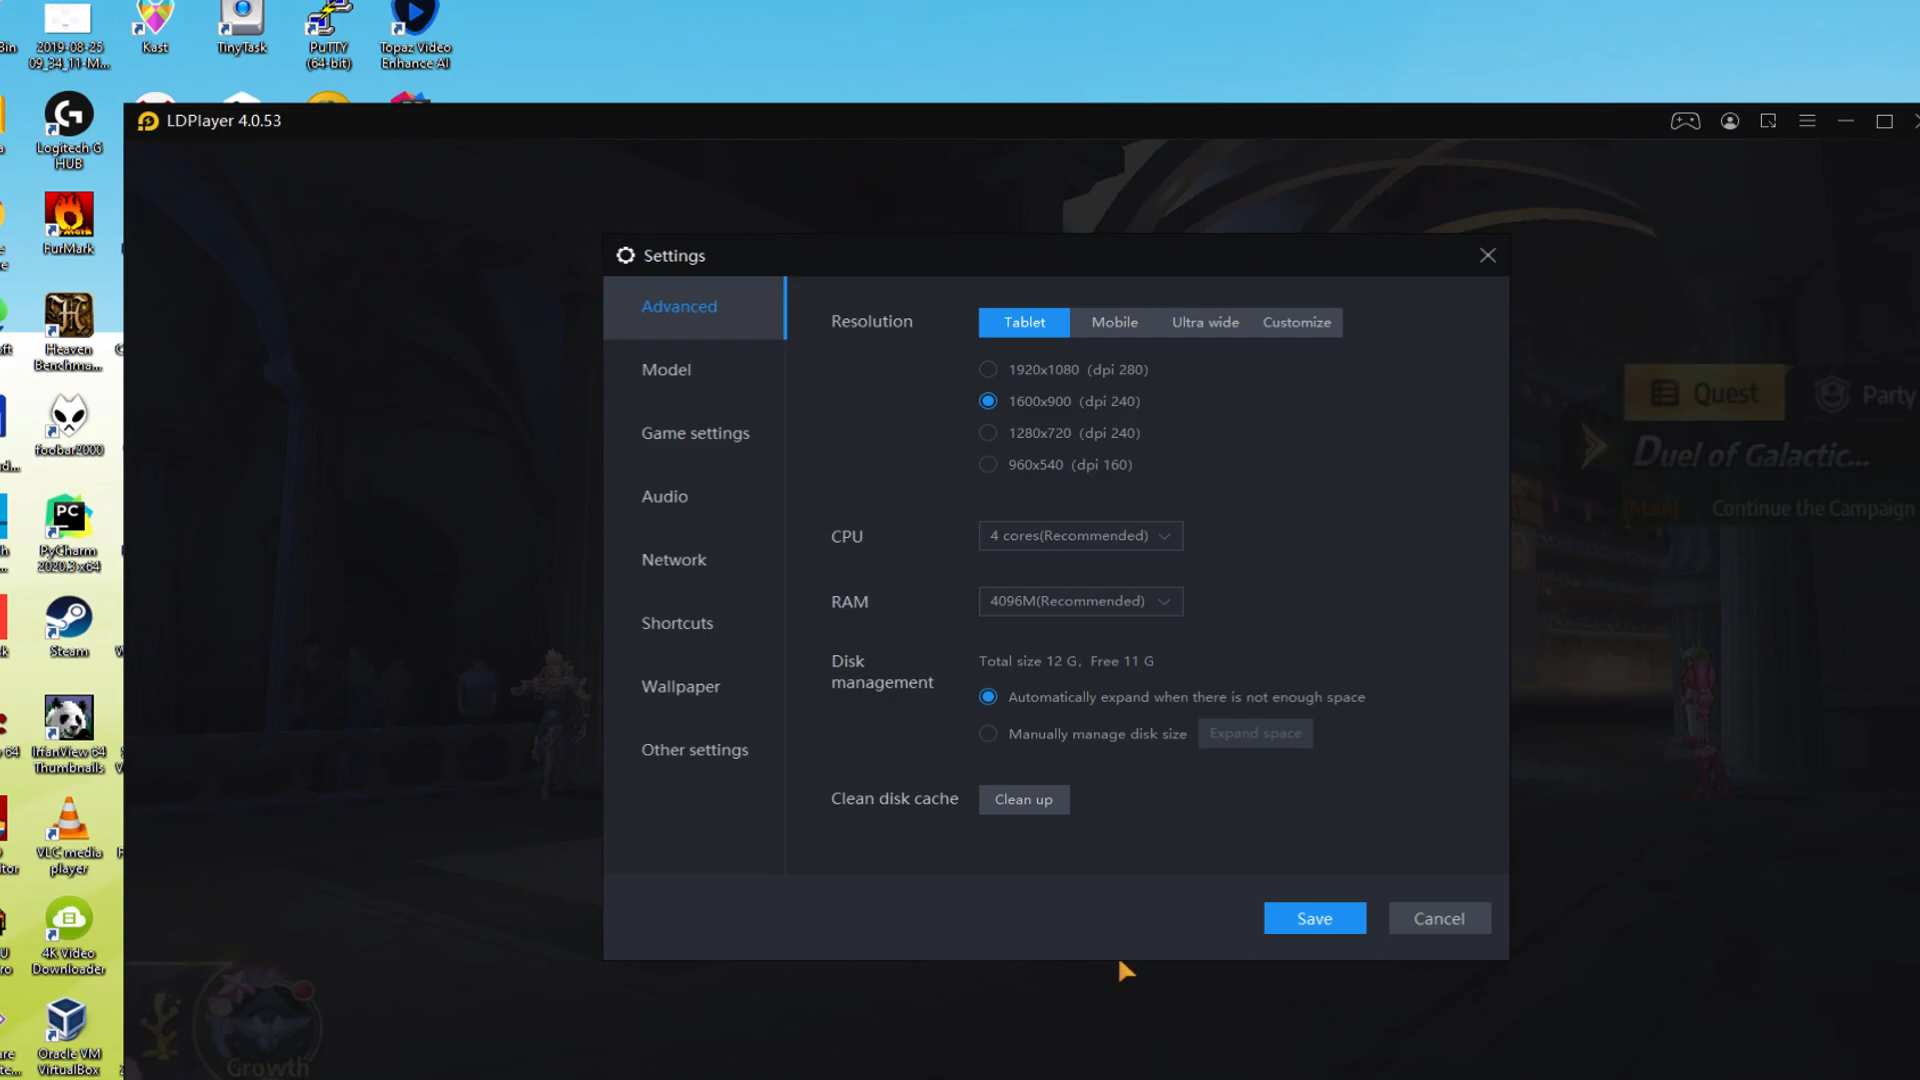 Bin
2019-08-25
09_34_11-M...
Kast
TinyTask
PuTTY
(64-bit)
Topaz Video
Enhance AI
Logitech G
HUB
FurMark
Heaven
Benchma...
foobar2000
PC
PyCharm
2020.3 x64
Steam
IrfanView 64
Thumbnails
VLC media
player
4K Video
Downloader
Oracle VM
VirtualBox
LDPlayer 4.0.53
Settings
Advanced
Model
Game settings
Audio
Network
Shortcuts
Wallpaper
Other settings
Resolution
Tablet Mobile Ultra wide Customize
1920x1080 (dpi 280)
1600x900 (dpi 240)
1280x720 (dpi 240)
960x540 (dpi 160)
CPU
4 cores(Recommended)
RAM
4096M(Recommended)
Disk
management
Total size 12 G, Free 11 G
Automatically expand when there is not enough space
Manually manage disk size
Expand space
Clean disk cache
Clean up
Save
Cancel
Quest
Party
Duel of Galactic...
[Main] Continue the Campaign
Growth